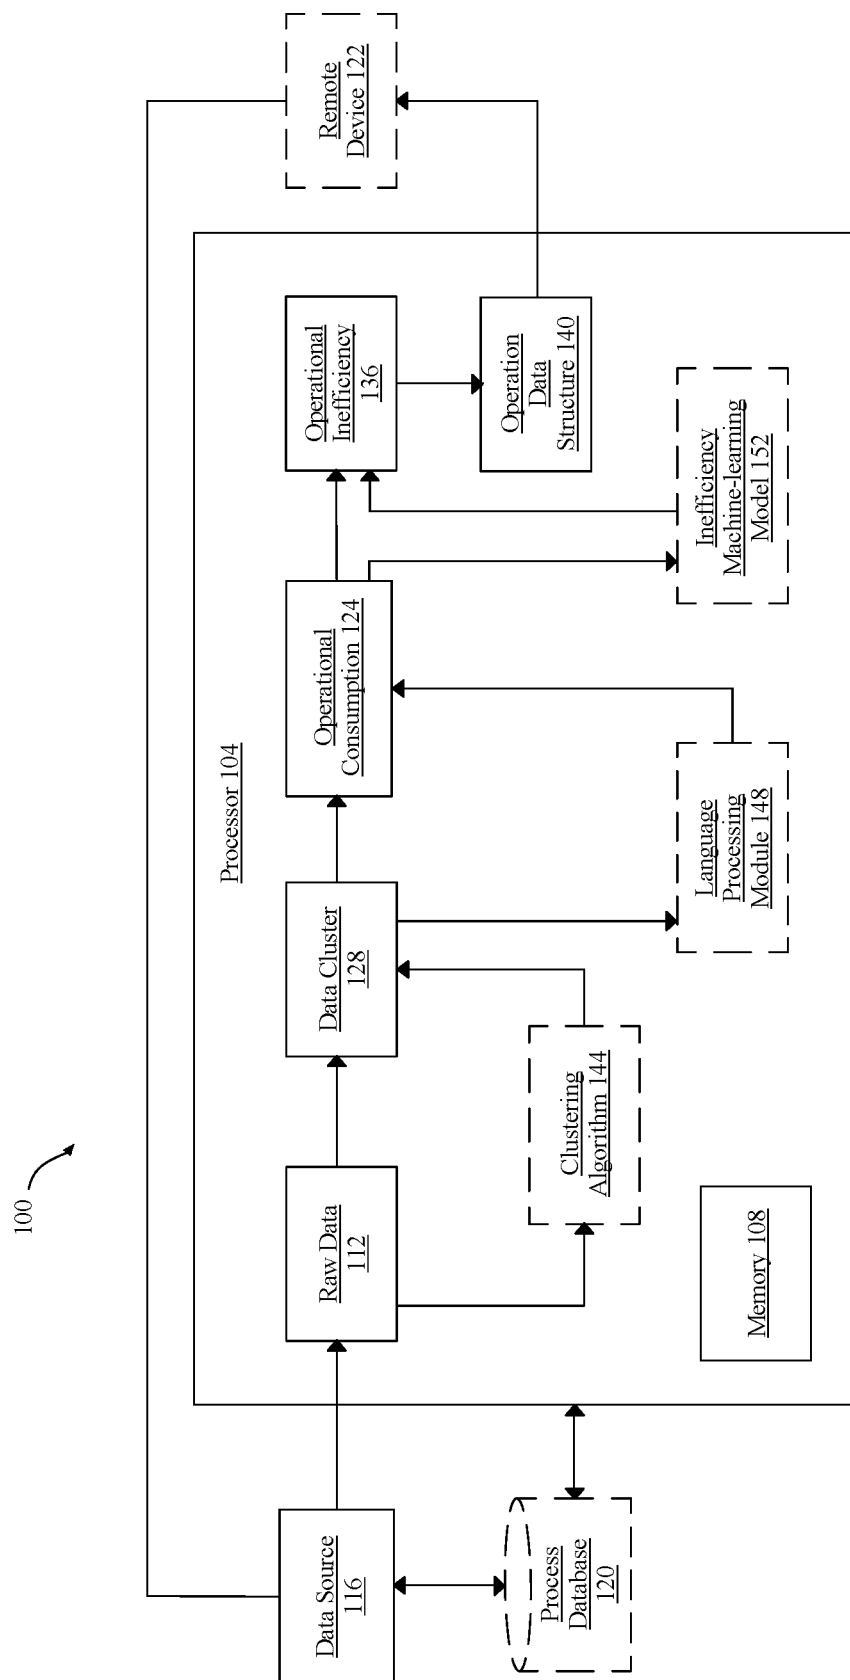 100
Processor 104
Data Source
116
Process
Database
120
Raw Data
112
Clustering
Algorithm 144
Memory 108
Data Cluster
128
Language
Processing
Module 148
Operational
Consumption 124
Inefficiency
Machine-learning
Model 152
Operational
Inefficiency
136
Operation
Data
Structure 140
Remote
Device 122